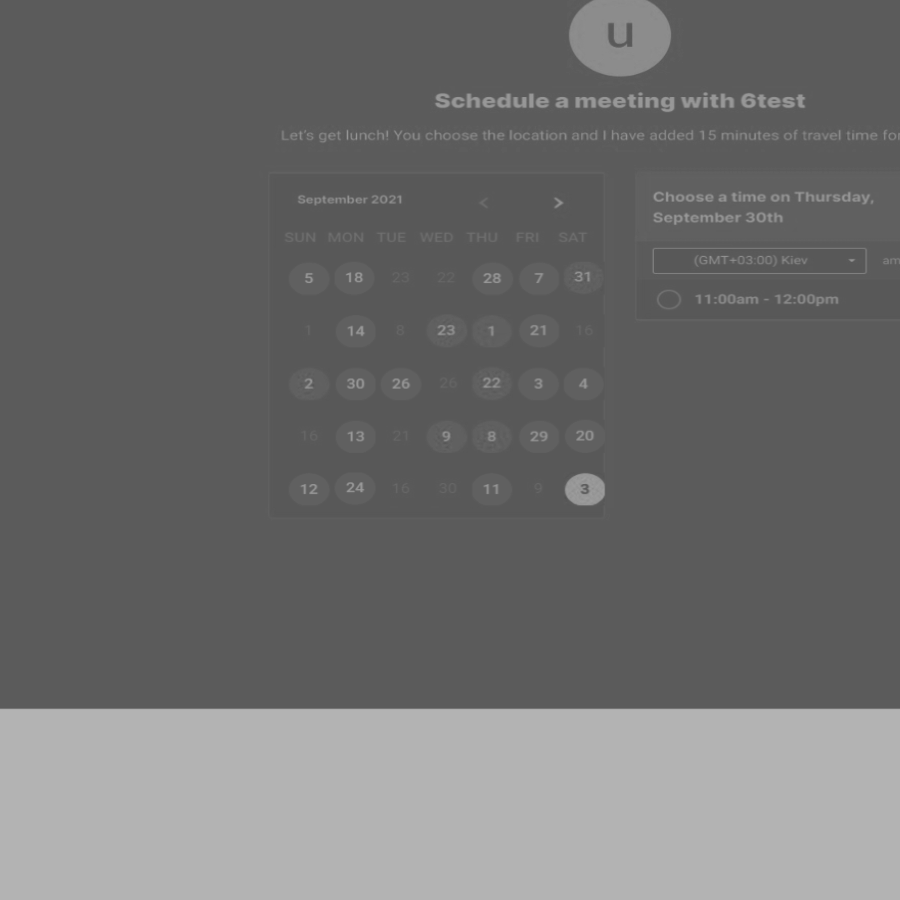 u
Schedule a meeting with 6test
Let's get lunch! You choose the location and I have added 15 minutes of travel time for
September 2021 < >
SUN MON TUE WED THU FRI SAT
5 18 23 22 28 7 31
1 14 8 23 1 21 16
2 30 26 26 22 3 4
16 13 21 9 8 29 20
12 24 16 30 11 9 3
Choose a time on Thursday,
September 30th
(GMT+03:00) Kiev am
11:00am - 12:00pm